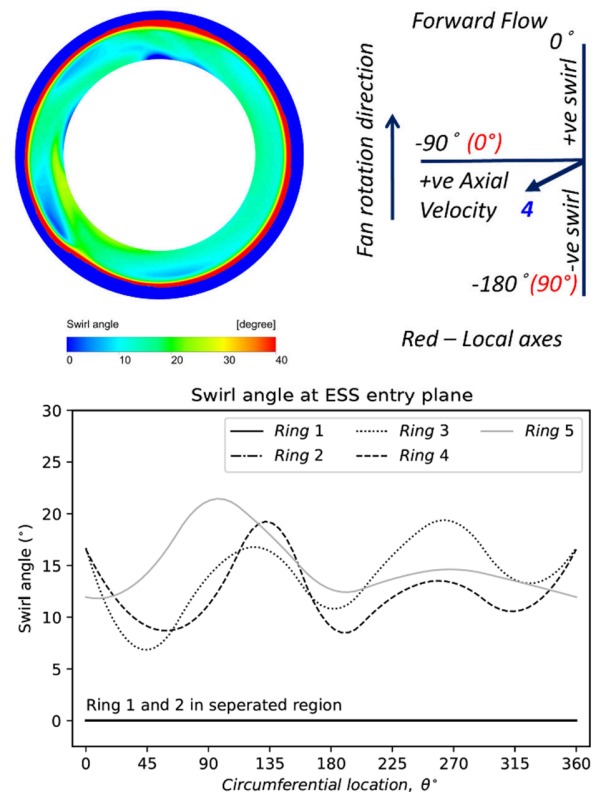 Forward Flow
0°
Fan rotation direction
+ve swirl
-90° (0°)
+ve Axial
Velocity 4
-ve swirl
-180°(90°)
Red – Local axes
Swirl angle [degree]
0 10 20 30 40
Swirl angle at ESS entry plane
Ring 1 Ring 3 Ring 5
Ring 2 Ring 4
Swirl angle (°)
30
25
20
15
10
5
0
Ring 1 and 2 in seperated region
0 45 90 135 180 225 270 315 360
Circumferential location, θ°